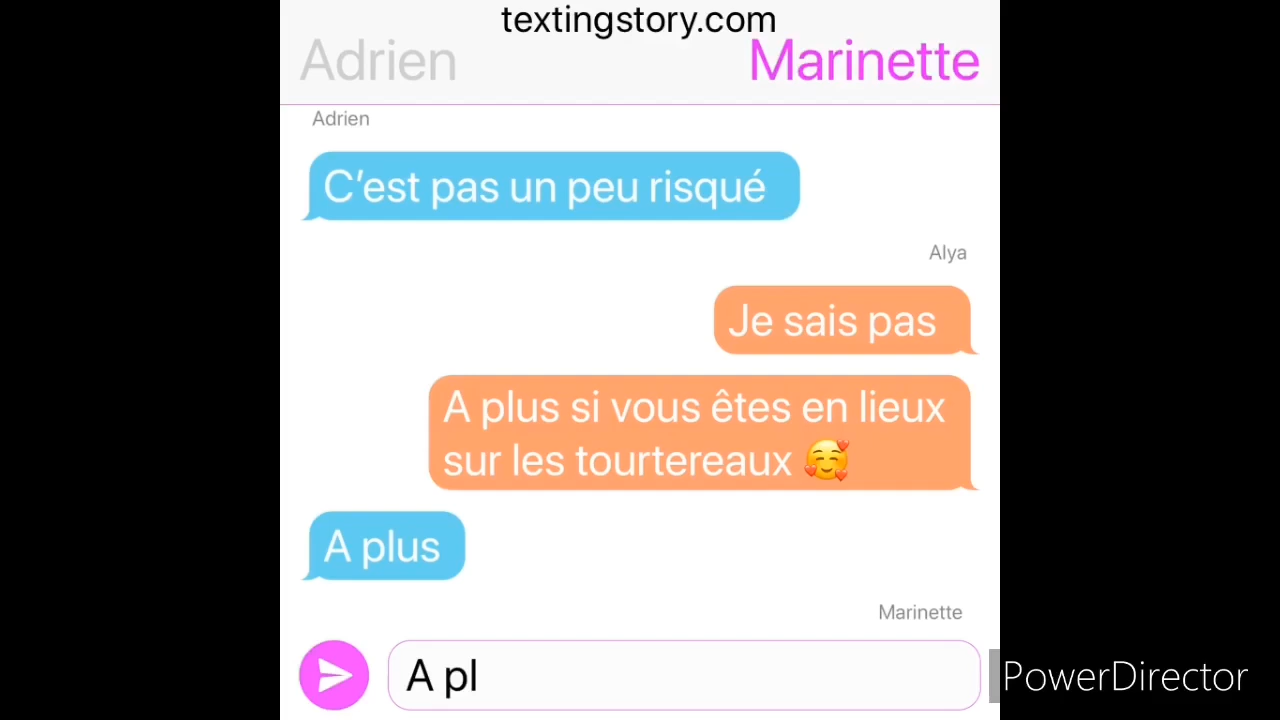 textingstory.com
Adrien
Marinette
Adrien
C’est pas un peu risqué
Alya
Je sais pas
A plus si vous êtes en lieux
sur les tourtereaux 🥰
A plus
Marinette
A pl
PowerDirector